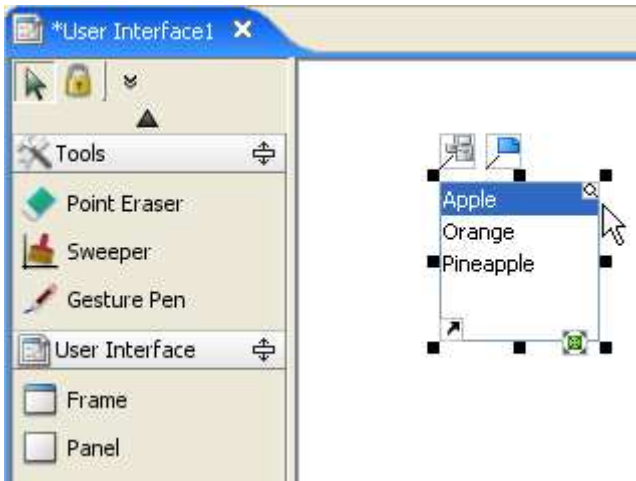 *User Interface1
Tools
Point Eraser
Sweeper
Gesture Pen
User Interface
Frame
Panel
Apple
Orange
Pineapple